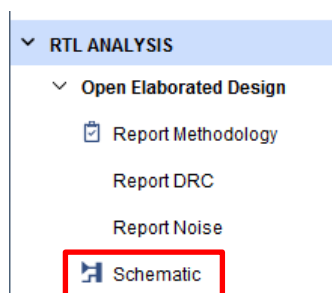 RTL ANALYSIS
Open Elaborated Design
Report Methodology
Report DRC
Report Noise
Schematic